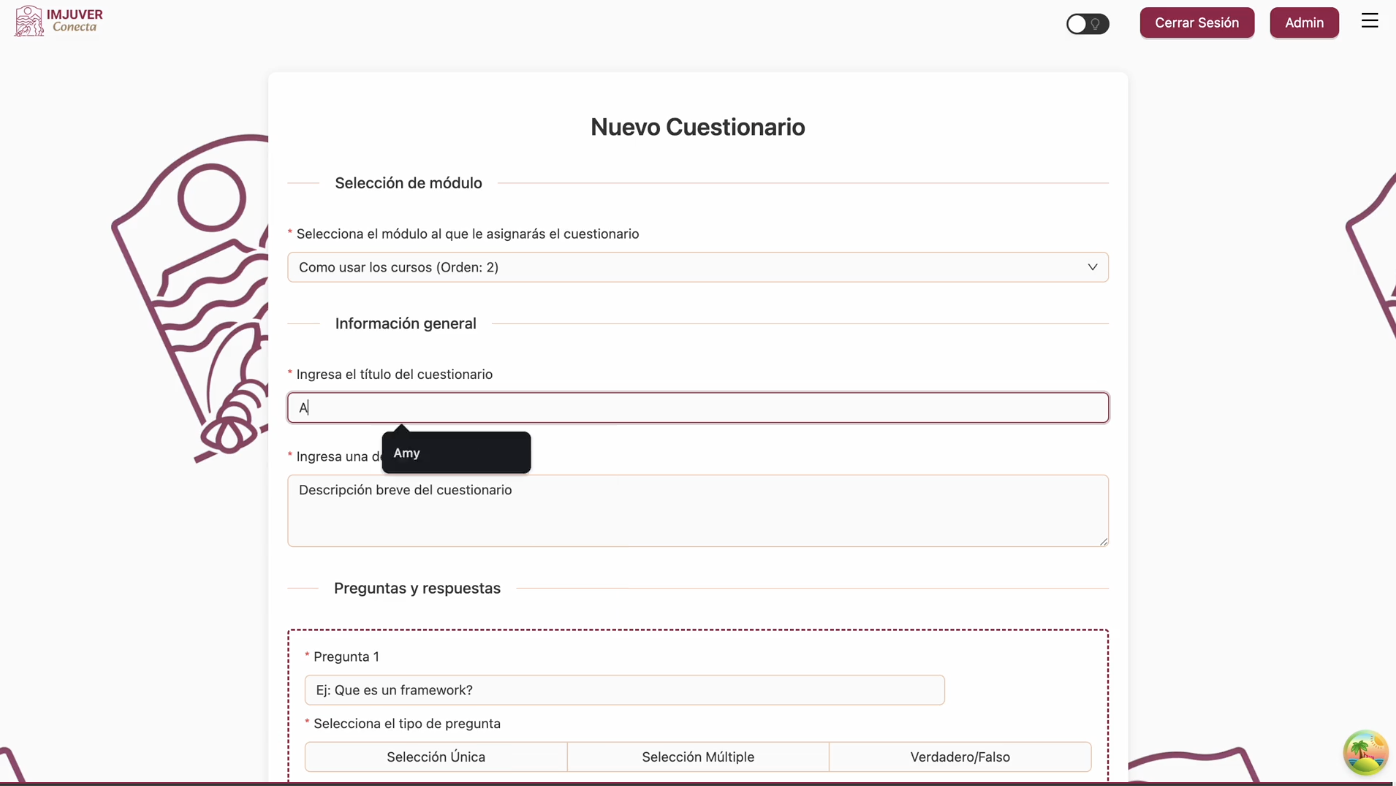 IMJUVER
Conecta
Cerrar Sesión
Admin
Nuevo Cuestionario
Selección de módulo
* Selecciona el módulo al que le asignarás el cuestionario
Como usar los cursos (Orden: 2)
Información general
* Ingresa el título del cuestionario
A
Amy
* Ingresa una
Descripción breve del cuestionario
Preguntas y respuestas
* Pregunta 1
Ej: Que es un framework?
* Selecciona el tipo de pregunta
Selección Única
Selección Múltiple
Verdadero/Falso